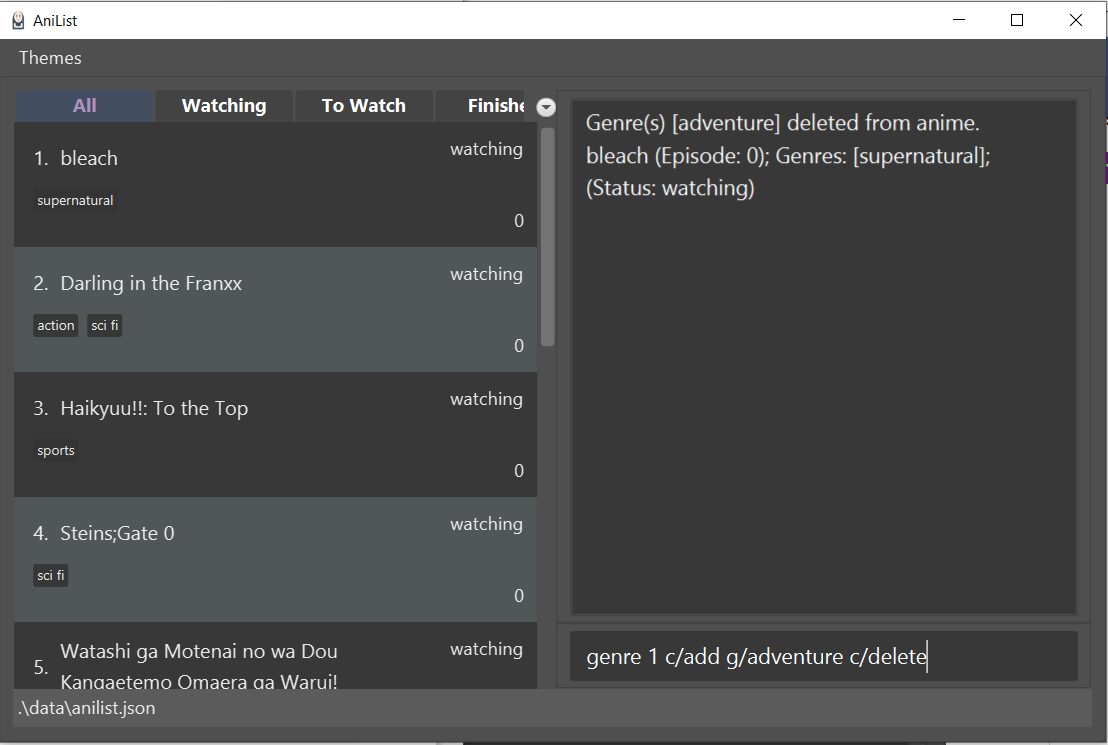 AniList
Themes
All
Watching
To Watch
Finishe
1. bleach
watching
supernatural
0
2. Darling in the Franxx
watching
action
sci fi
0
3. Haikyuu!!: To the Top
watching
sports
0
4. Steins;Gate 0
watching
sci fi
0
5.
Watashi ga Motenai no wa Dou
Kangaetemo Omaera ga Warui!
watching
Genre(s) [adventure] deleted from anime.
bleach (Episode: 0); Genres: [supernatural];
(Status: watching)
genre 1 c/add g/adventure c/delete
.\data\anilist.json